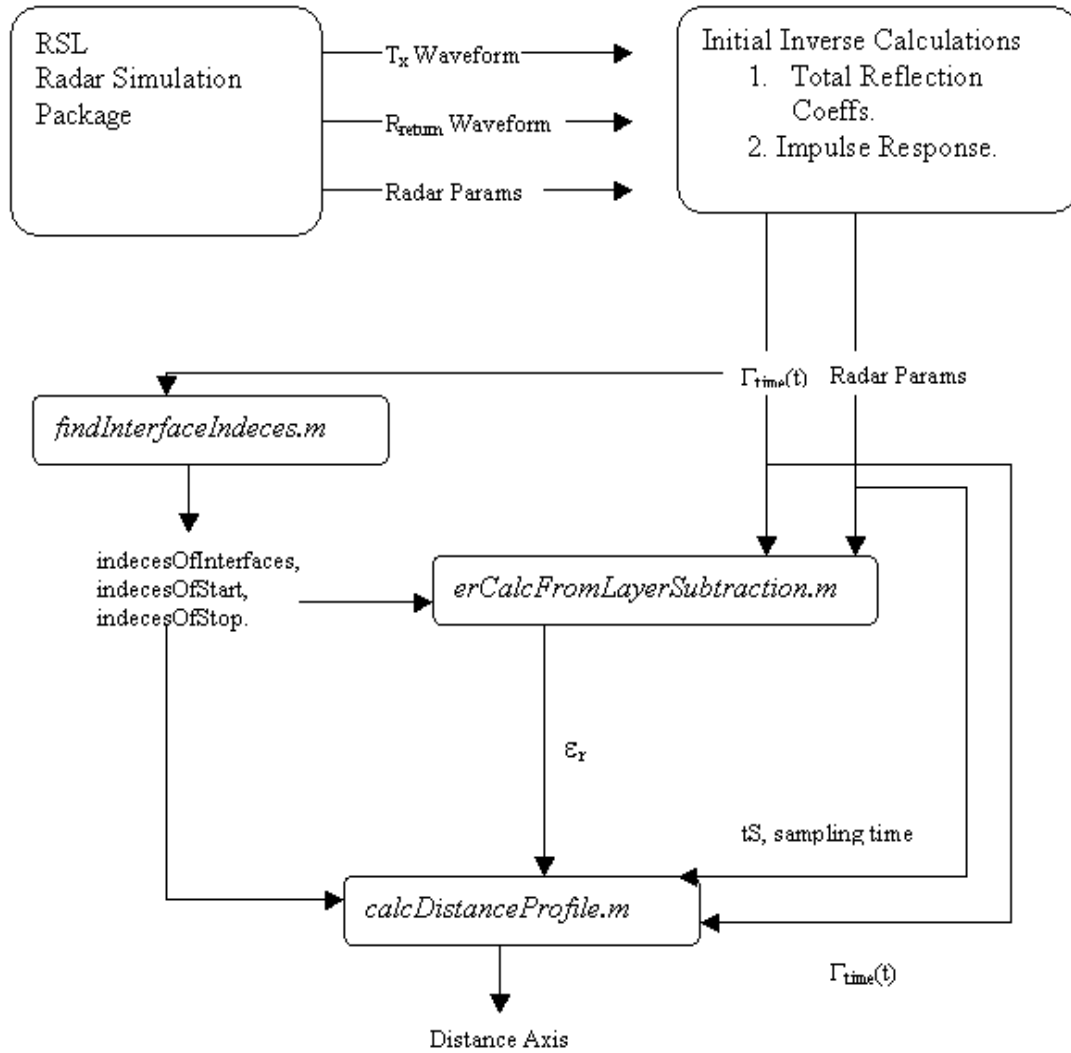 RSL
Radar Simulation
Package
Tx Waveform
Rreturn Waveform
Radar Params
Initial Inverse Calculations
1. Total Reflection
Coeffs.
2. Impulse Response.
Γtime(t) Radar Params
findInterfaceIndeces.m
indecesOfInterfaces,
indecesOfStart,
indecesOfStop.
erCalcFromLayerSubtraction.m
εr
tS, sampling time
calcDistanceProfile.m
Γtime(t)
Distance Axis